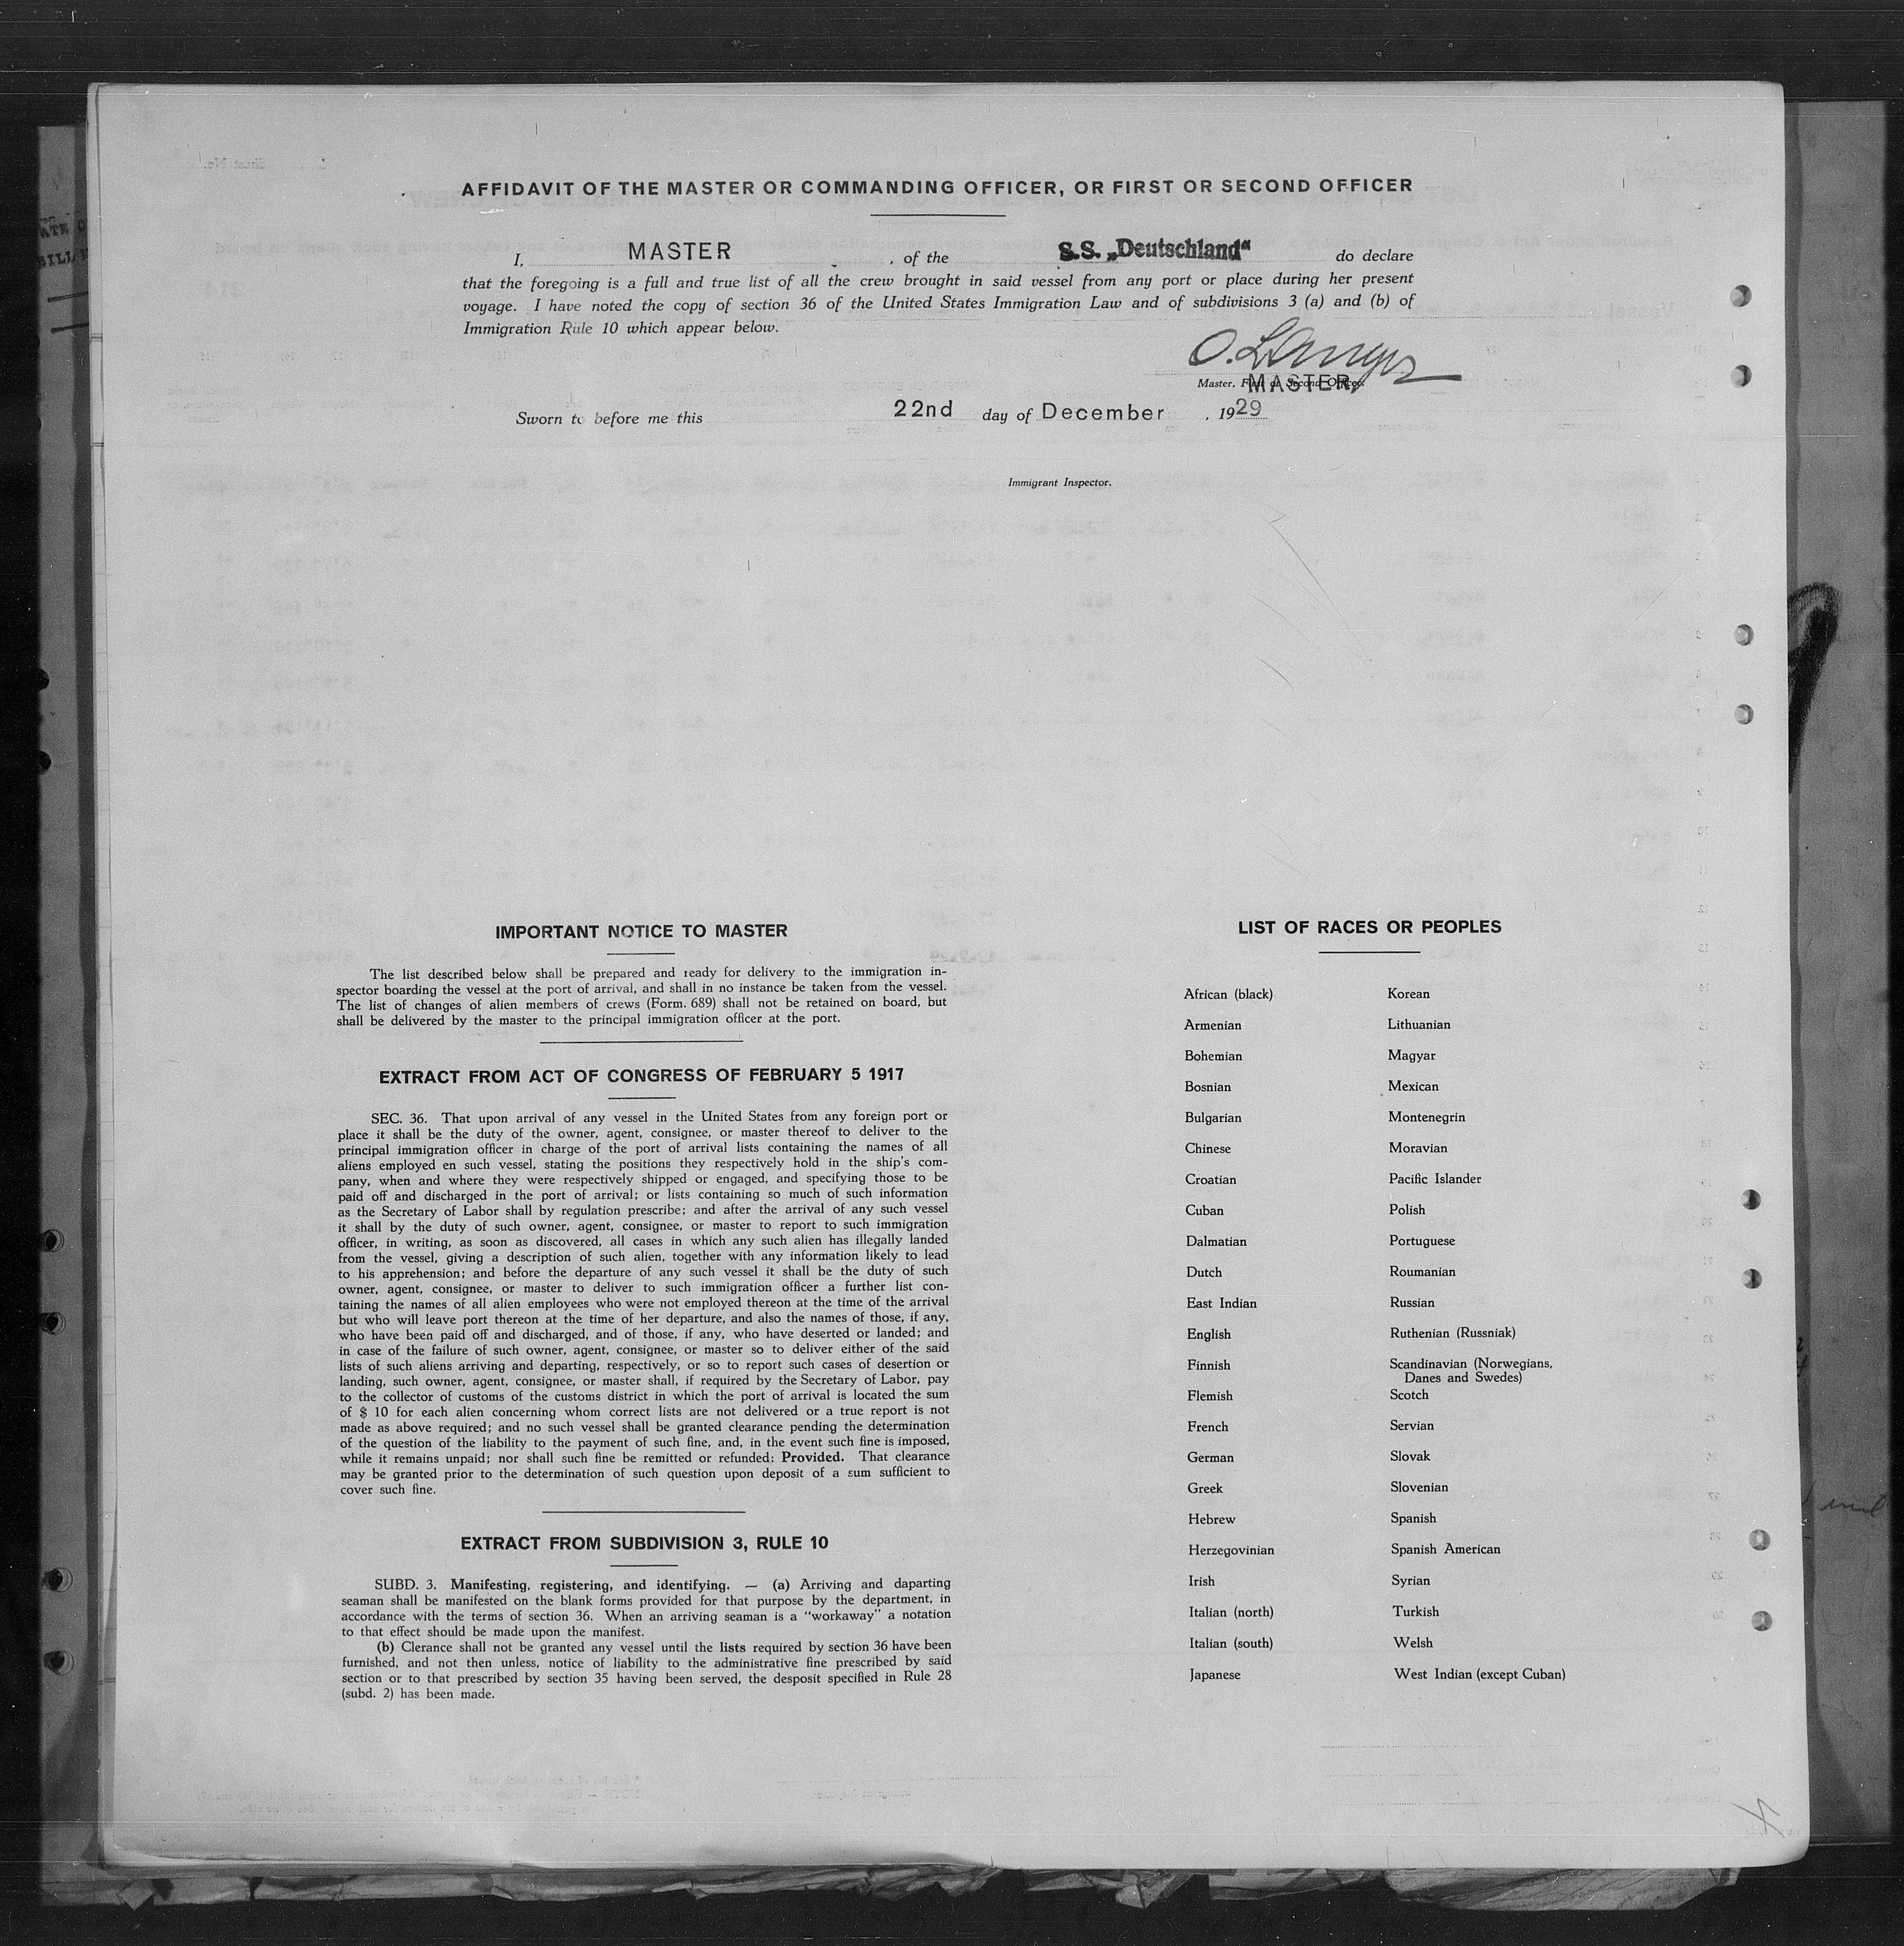 AFFIDAVIT OF THE MASTER OR COMMANDING OFFICER, OR FIRST OR SECOND OFFICER
I, MASTER , of the S.S. „Deutschland“ do declare
that the foregoing is a full and true list of all the crew brought in said vessel from any port or place during her present
voyage. I have noted the copy of section 36 of the United States Immigration Law and of subdivisions 3 (a) and (b) of
Immigration Rule 10 which appear below.
Master, First or Second Officer.
MASTER,
Sworn to before me this 22nd day of December , 1929
Immigrant Inspector.
IMPORTANT NOTICE TO MASTER
The list described below shall be prepared and ready for delivery to the immigration in-
spector boarding the vessel at the port of arrival, and shall in no instance be taken from the vessel.
The list of changes of alien members of crews (Form. 689) shall not be retained on board, but
shall be delivered by the master to the principal immigration officer at the port.
EXTRACT FROM ACT OF CONGRESS OF FEBRUARY 5 1917
SEC. 36. That upon arrival of any vessel in the United States from any foreign port or
place it shall be the duty of the owner, agent, consignee, or master thereof to deliver to the
principal immigration officer in charge of the port of arrival lists containing the names of all
aliens employed en such vessel, stating the positions they respectively hold in the ship's com-
pany, when and where they were respectively shipped or engaged, and specifying those to be
paid off and discharged in the port of arrival; or lists containing so much of such information
as the Secretary of Labor shall by regulation prescribe; and after the arrival of any such vessel
it shall by the duty of such owner, agent, consignee, or master to report to such immigration
officer, in writing, as soon as discovered, all cases in which any such alien has illegally landed
from the vessel, giving a description of such alien, together with any information likely to lead
to his apprehension; and before the departure of any such vessel it shall be the duty of such
owner, agent, consignee, or master to deliver to such immigration officer a further list con-
taining the names of all alien employees who were not employed thereon at the time of the arrival
but who will leave port thereon at the time of her departure, and also the names of those, if any,
who have been paid off and discharged, and of those, if any, who have deserted or landed; and
in case of the failure of such owner, agent, consignee, or master so to deliver either of the said
lists of such aliens arriving and departing, respectively, or so to report such cases of desertion or
landing, such owner, agent, consignee, or master shall, if required by the Secretary of Labor, pay
to the collector of customs of the customs district in which the port of arrival is located the sum
of $ 10 for each alien concerning whom correct lists are not delivered or a true report is not
made as above required; and no such vessel shall be granted clearance pending the determination
of the question of the liability to the payment of such fine, and, in the event such fine is imposed,
while it remains unpaid; nor shall such fine be remitted or refunded: Provided. That clearance
may be granted prior to the determination of such question upon deposit of a sum sufficient to
cover such fine.
EXTRACT FROM SUBDIVISION 3, RULE 10
SUBD. 3. Manifesting, registering, and identifying. — (a) Arriving and daparting
seaman shall be manifested on the blank forms provided for that purpose by the department, in
accordance with the terms of section 36. When an arriving seaman is a "workaway" a notation
to that effect should be made upon the manifest.
(b) Clerance shall not be granted any vessel until the lists required by section 36 have been
furnished, and not then unless, notice of liability to the administrative fine prescribed by said
section or to that prescribed by section 35 having been served, the desposit specified in Rule 28
(subd. 2) has been made.
LIST OF RACES OR PEOPLES
African (black)
Armenian
Bohemian
Bosnian
Bulgarian
Chinese
Croatian
Cuban
Dalmatian
Dutch
East Indian
English
Finnish
Flemish
French
German
Greek
Hebrew
Herzegovinian
Irish
Italian (north)
Italian (south)
Japanese
Korean
Lithuanian
Magyar
Mexican
Montenegrin
Moravian
Pacific Islander
Polish
Portuguese
Roumanian
Russian
Ruthenian (Russniak)
Scandinavian (Norwegians,
Danes and Swedes)
Scotch
Servian
Slovak
Slovenian
Spanish
Spanish American
Syrian
Turkish
Welsh
West Indian (except Cuban)